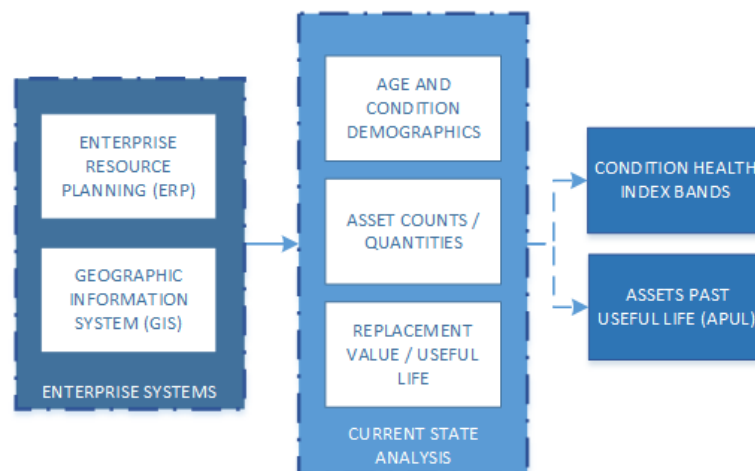 ENTERPRISE
RESOURCE
PLANNING (ERP)
GEOGRAPHIC
INFORMATION
SYSTEM (GIS)
ENTERPRISE SYSTEMS
AGE AND
CONDITION
DEMOGRAPHICS
ASSET COUNTS /
QUANTITIES
REPLACEMENT
VALUE / USEFUL
LIFE
CURRENT STATE
ANALYSIS
CONDITION HEALTH
INDEX BANDS
ASSETS PAST
USEFUL LIFE (APUL)